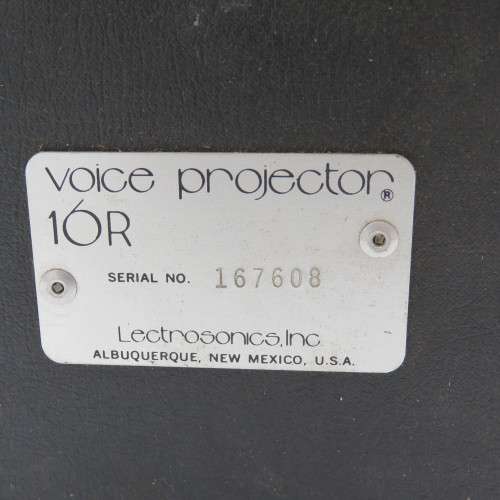 voice projector®
16R
SERIAL NO. 167608
Lectrosonics, Inc
ALBUQUERQUE, NEW MEXICO, U.S.A.